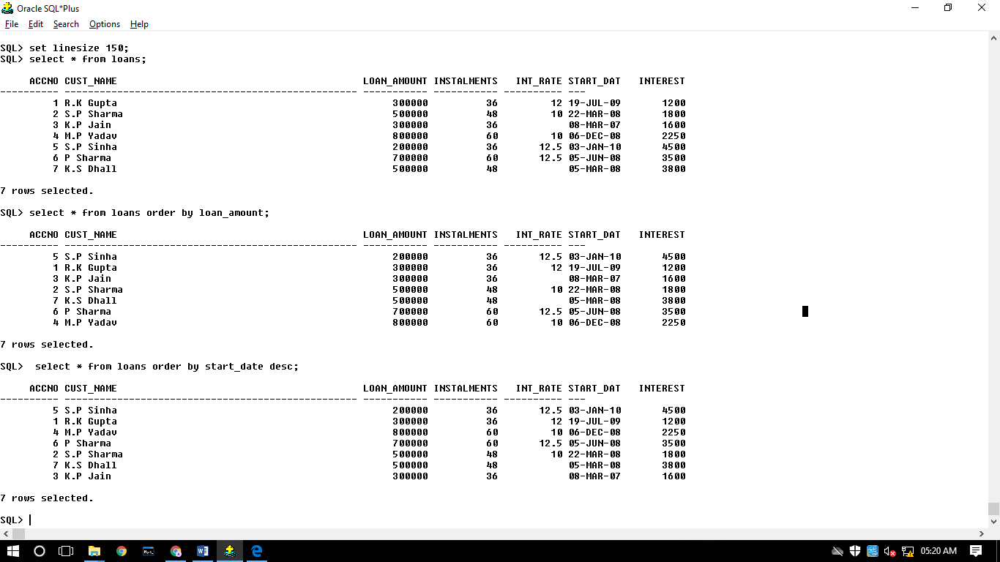 Oracle SQL*Plus
File Edit Search Options Help
SQL> set linesize 150;
SQL> select * from loans;
ACCNO CUST_NAME LOAN_AMOUNT INSTALMENTS INT_RATE START_DAT INTEREST
---------- -------------------------------------------------- ----------- ----------- ---------- --- 
1 R.K Gupta 300000 36 12 19-JUL-09 1200
2 S.P Sharma 500000 48 10 22-MAR-08 1800
3 K.P Jain 300000 36 08-MAR-07 1600
4 M.P Yadav 800000 60 10 06-DEC-08 2250
5 S.P Sinha 200000 36 12.5 03-JAN-10 4500
6 P Sharma 700000 60 12.5 05-JUN-08 3500
7 K.S Dhall 500000 48 05-MAR-08 3800
7 rows selected.
SQL> select * from loans order by loan_amount;
ACCNO CUST_NAME LOAN_AMOUNT INSTALMENTS INT_RATE START_DAT INTEREST
---------- -------------------------------------------------- ----------- ----------- ---------- ---
5 S.P Sinha 200000 36 12.5 03-JAN-10 4500
1 R.K Gupta 300000 36 12 19-JUL-09 1200
3 K.P Jain 300000 36 08-MAR-07 1600
2 S.P Sharma 500000 48 10 22-MAR-08 1800
7 K.S Dhall 500000 48 05-MAR-08 3800
6 P Sharma 700000 60 12.5 05-JUN-08 3500
4 M.P Yadav 800000 60 10 06-DEC-08 2250
7 rows selected.
SQL>  select * from loans order by start_date desc;
ACCNO CUST_NAME LOAN_AMOUNT INSTALMENTS INT_RATE START_DAT INTEREST
---------- -------------------------------------------------- ----------- ----------- ---------- ---
5 S.P Sinha 200000 36 12.5 03-JAN-10 4500
1 R.K Gupta 300000 36 12 19-JUL-09 1200
4 M.P Yadav 800000 60 10 06-DEC-08 2250
6 P Sharma 700000 60 12.5 05-JUN-08 3500
2 S.P Sharma 500000 48 10 22-MAR-08 1800
7 K.S Dhall 500000 48 05-MAR-08 3800
3 K.P Jain 300000 36 08-MAR-07 1600
7 rows selected.
SQL>
05:20 AM